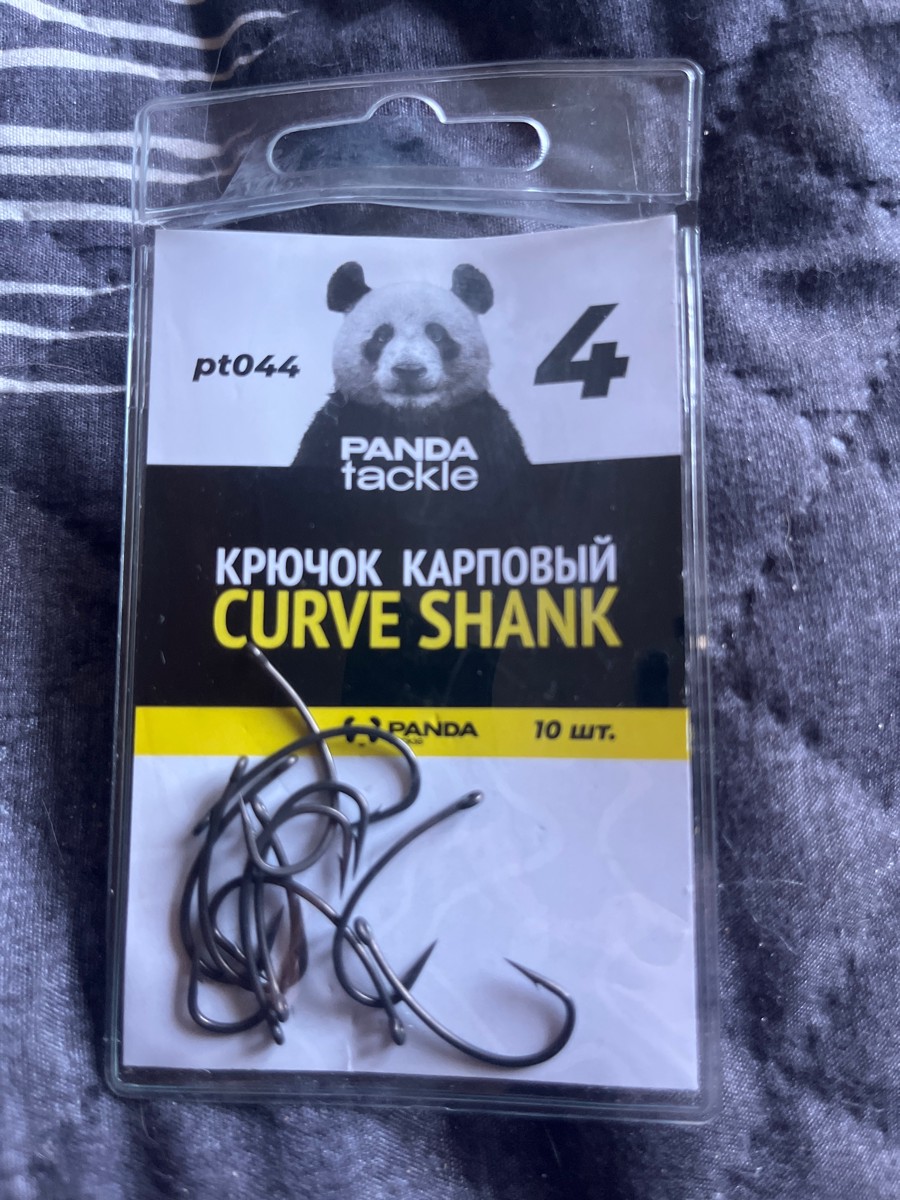 pt044
4
PANDA
tackle
КРЮЧОК КАРПОВЫЙ
CURVE SHANK
PANDA
10 шт.